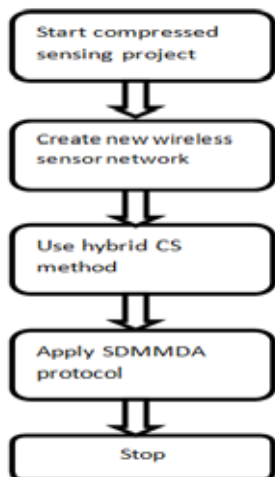 Start compressed
sensing project
Create new wireless
sensor network
Use hybrid CS
method
Apply SDMMDA
protocol
Stop